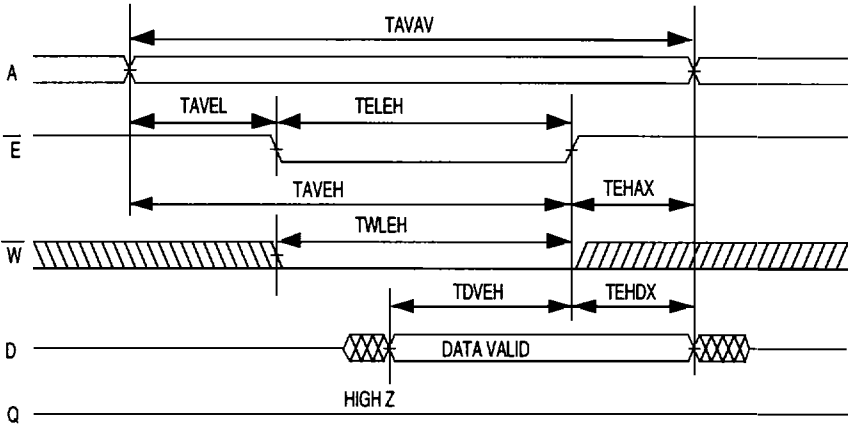 TAVAV
A
TAVEL TELEH
E
TAVEH TEHAX
TWLEH
W
TDVEH TEHDX
D DATA VALID
HIGH Z
Q